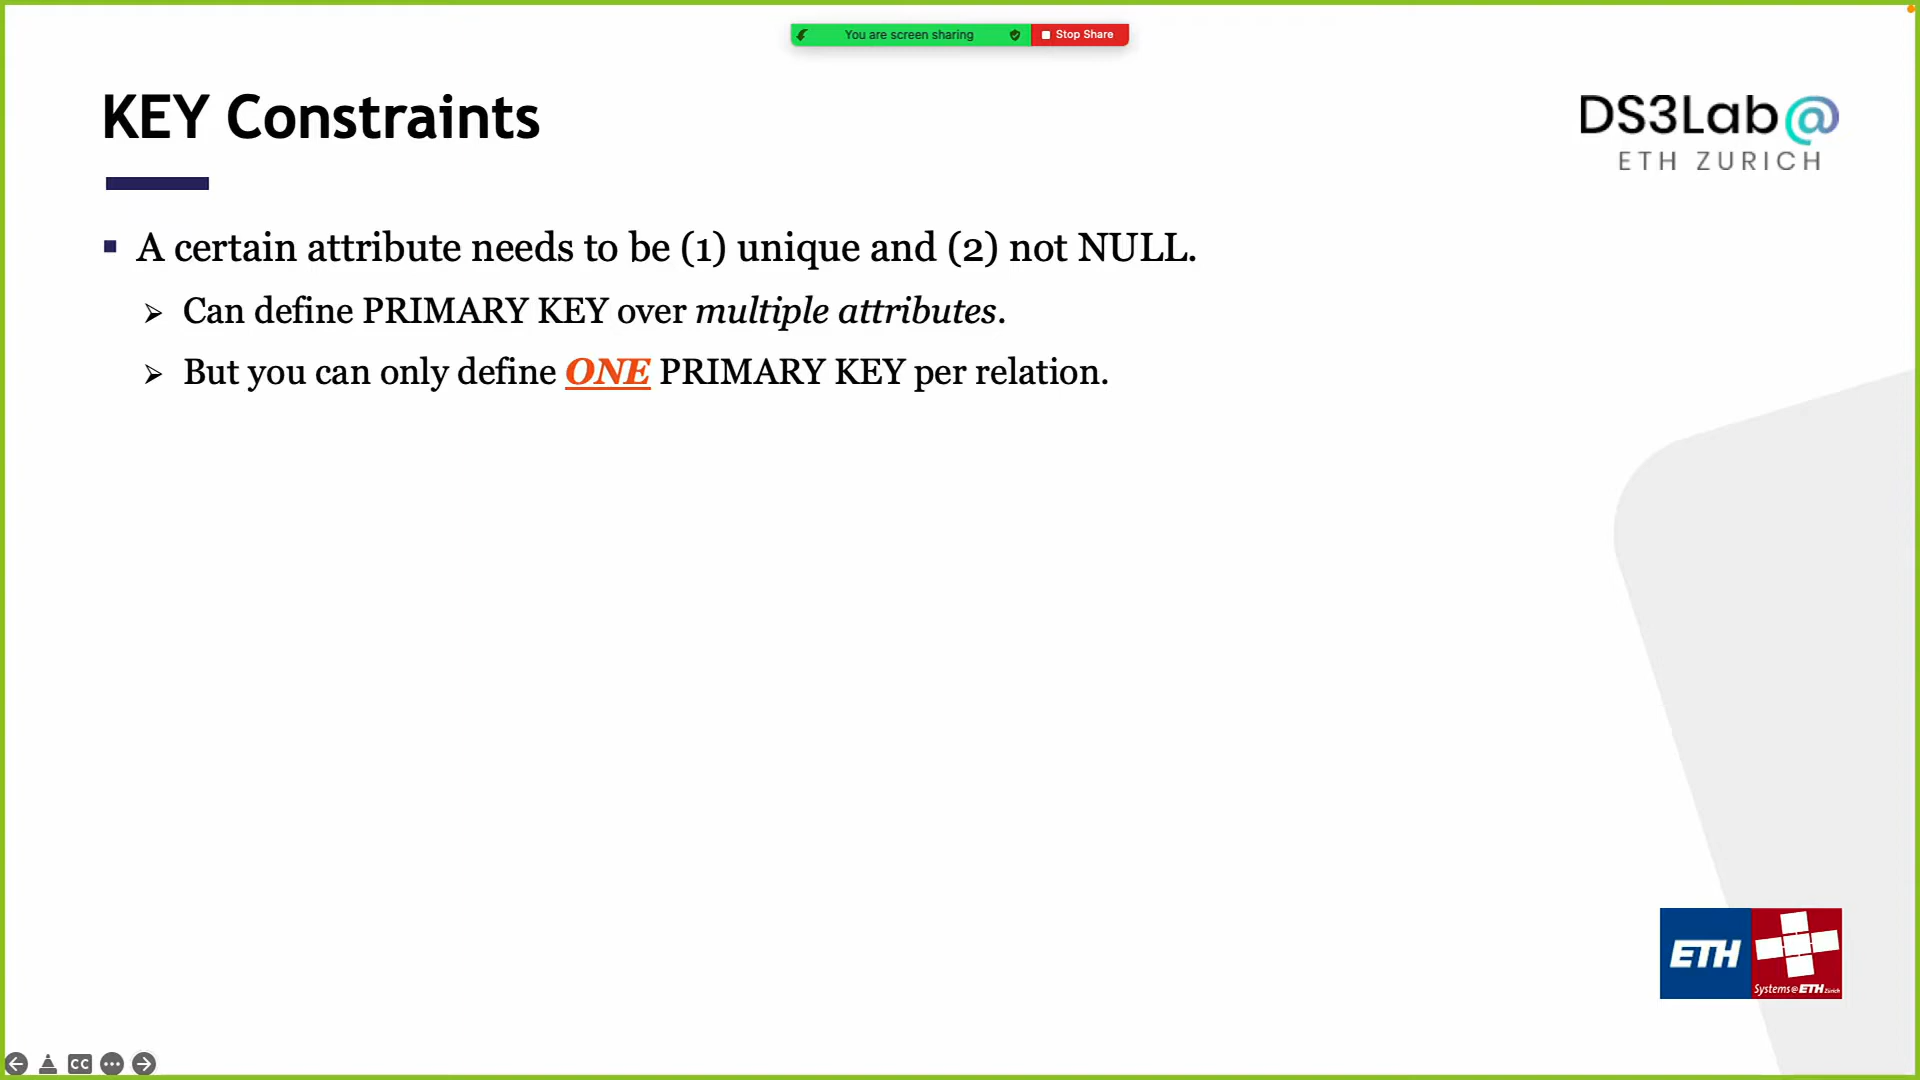 You are screen sharing
Stop Share
KEY Constraints
DS3Lab@
ETH ZURICH
A certain attribute needs to be (1) unique and (2) not NULL.
Can define PRIMARY KEY over multiple attributes.
But you can only define ONE PRIMARY KEY per relation.
ETH
Systems@ETH Zürich
CC